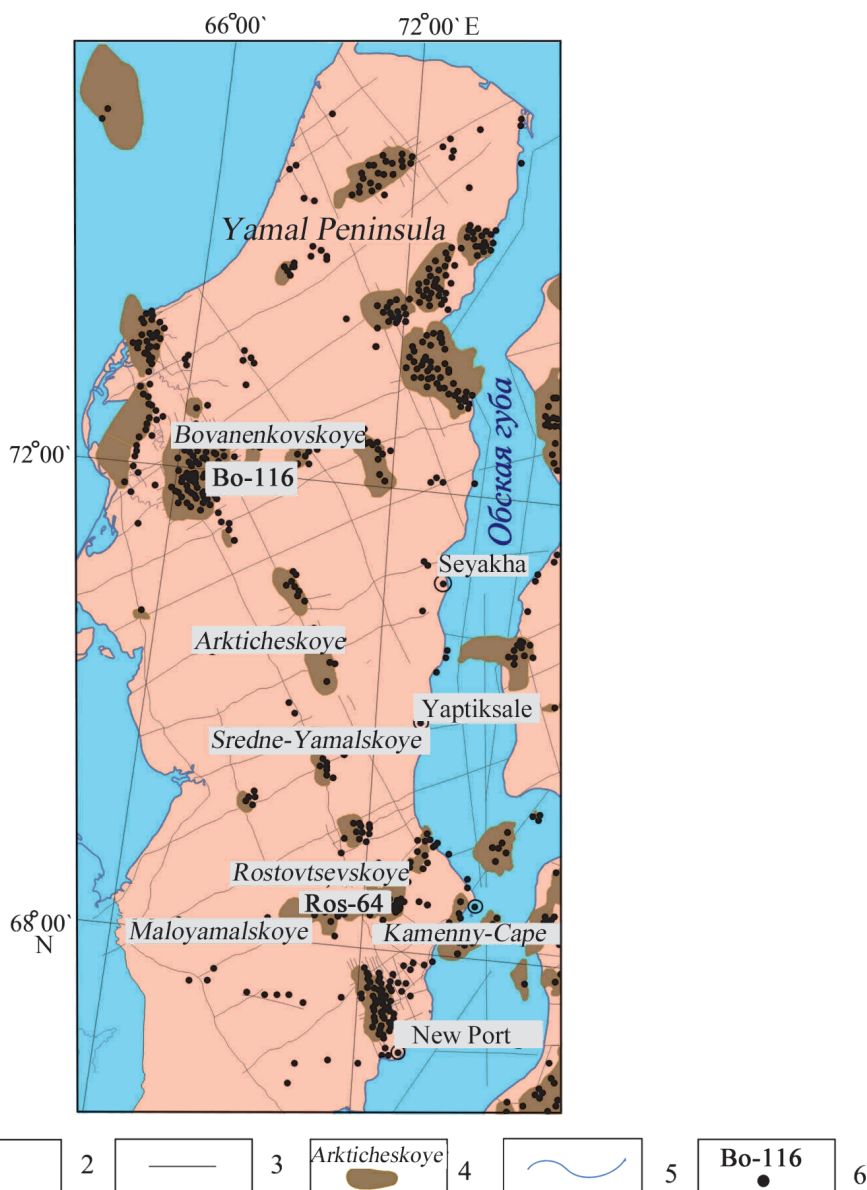 66°00` 72°00` E
Yamal Peninsula
Обская губа
Bovanenkovskoye
72°00`
Bo-116
Seyakha
Arkticheskoye
Yaptiksale
Sredne-Yamalskoye
Rostovtsevskoye
Ros-64
68°00`
N
Maloyamalskoye
Kamenny-Cape
New Port
2
3
Arkticheskoye
4
5
Bo-116
6